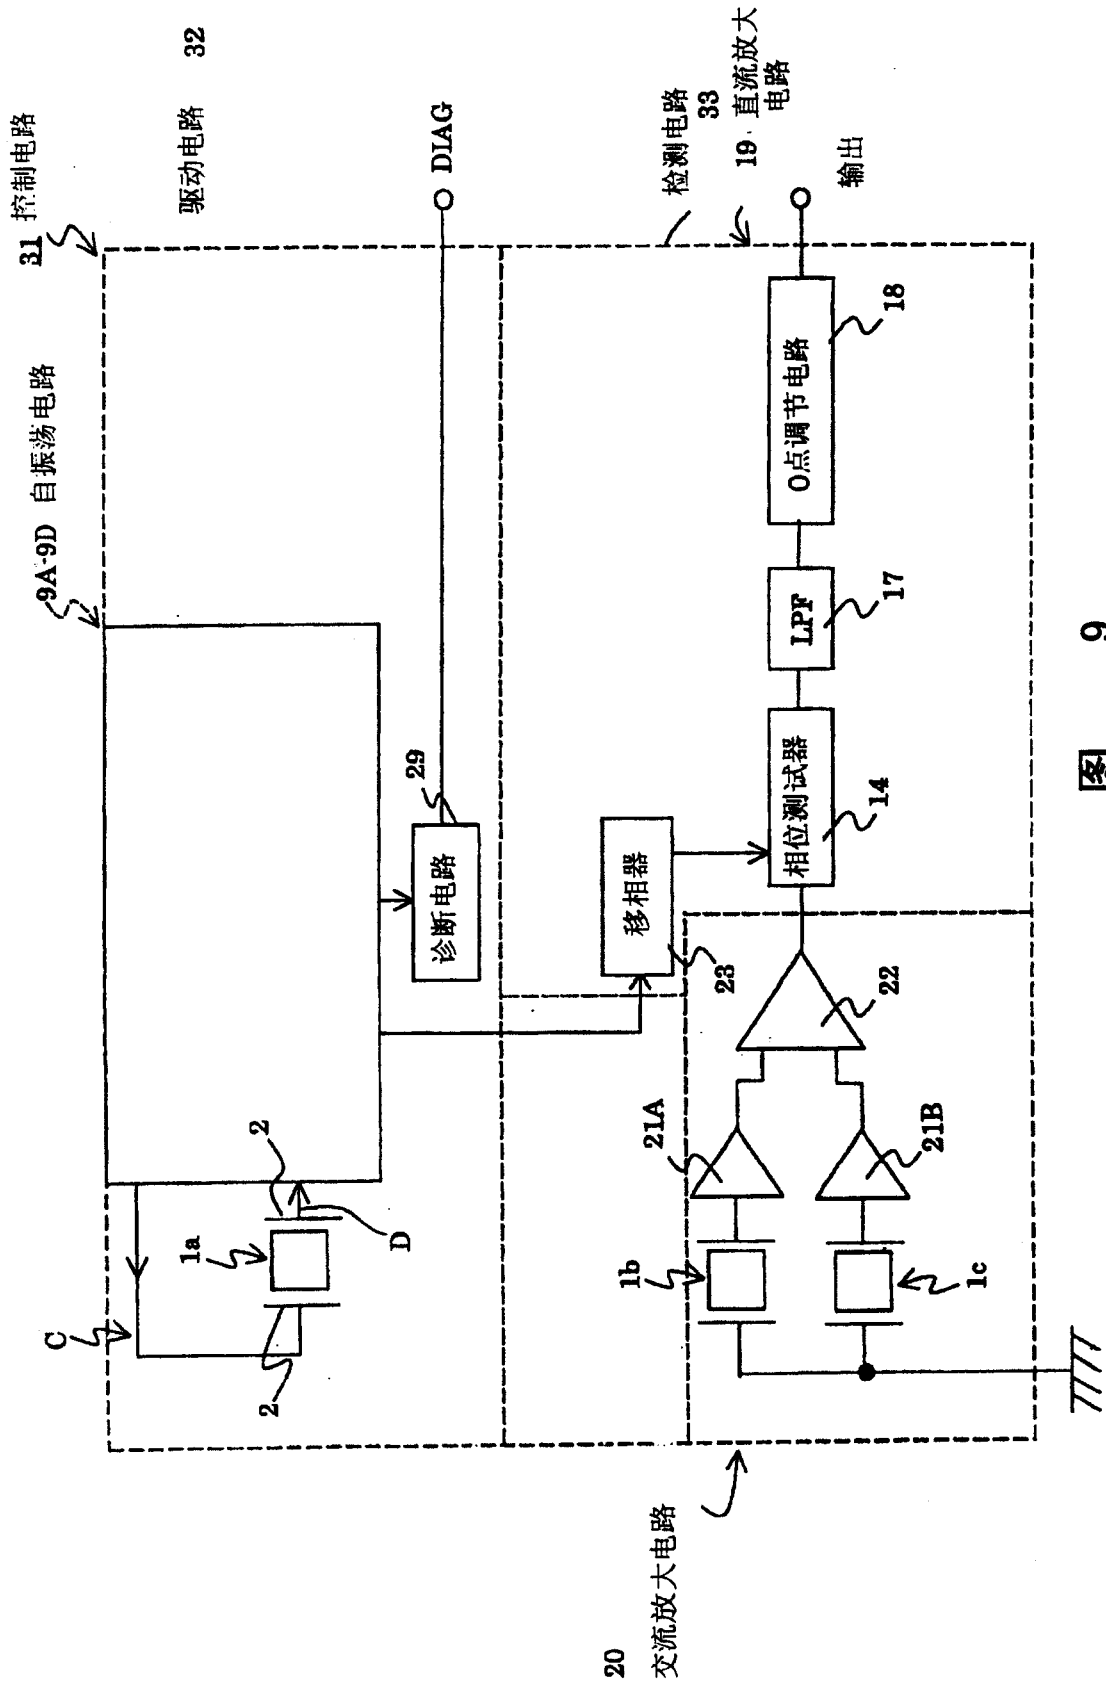 31 控制电路
驱动电路 32
9A-9D 自振荡电路
C
1a
2
2
D
诊断电路
29
DIAG
检测电路
33
19 直流放大
电路
移相器
23
21A
1b
21B
1c
22
相位测试器
14
LPF
17
0点调节电路
18
输出
20
交流放大电路
图 9